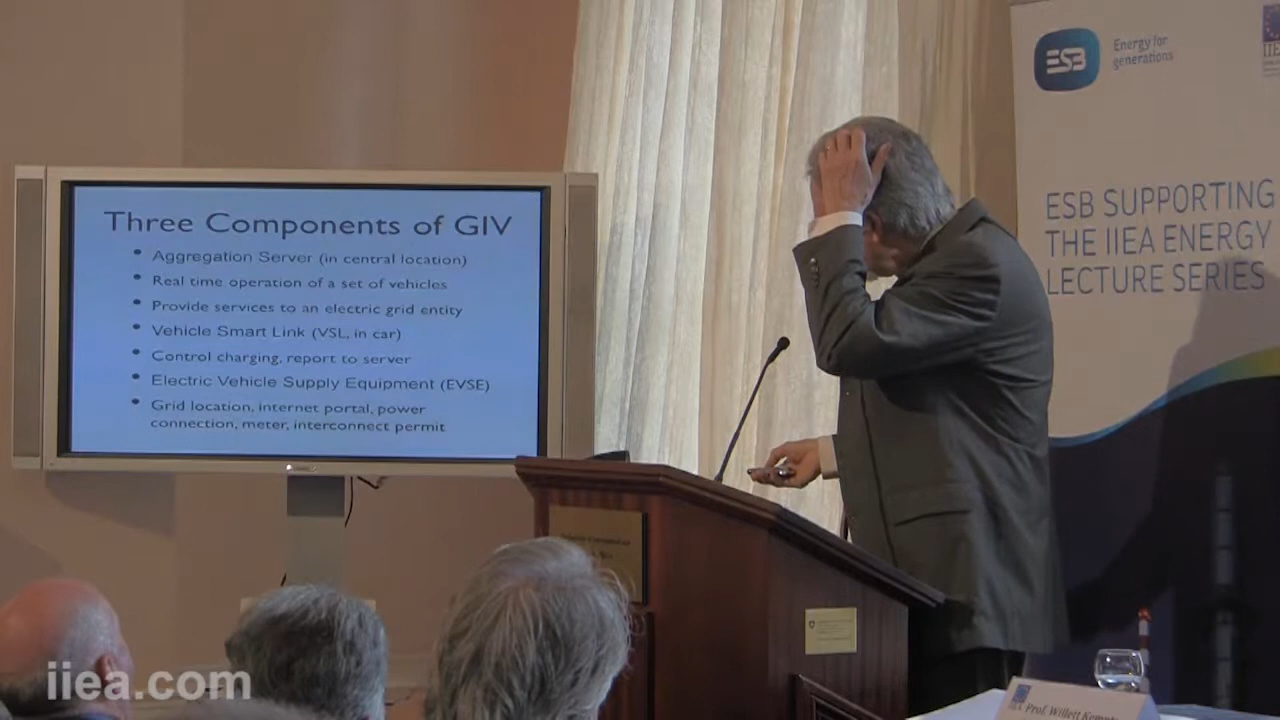 Three Components of GIV
• Aggregation Server (in central location)
• Real time operation of a set of vehicles
• Provide services to an electric grid entity
• Vehicle Smart Link (VSL, in car)
• Control charging, report to server
• Electric Vehicle Supply Equipment (EVSE)
• Grid location, internet portal, power
connection, meter, interconnect permit
ESB
Energy for
generations
ESB SUPPORTING
THE IIEA ENERGY
LECTURE SERIES
Prof. Willett
iiea.com